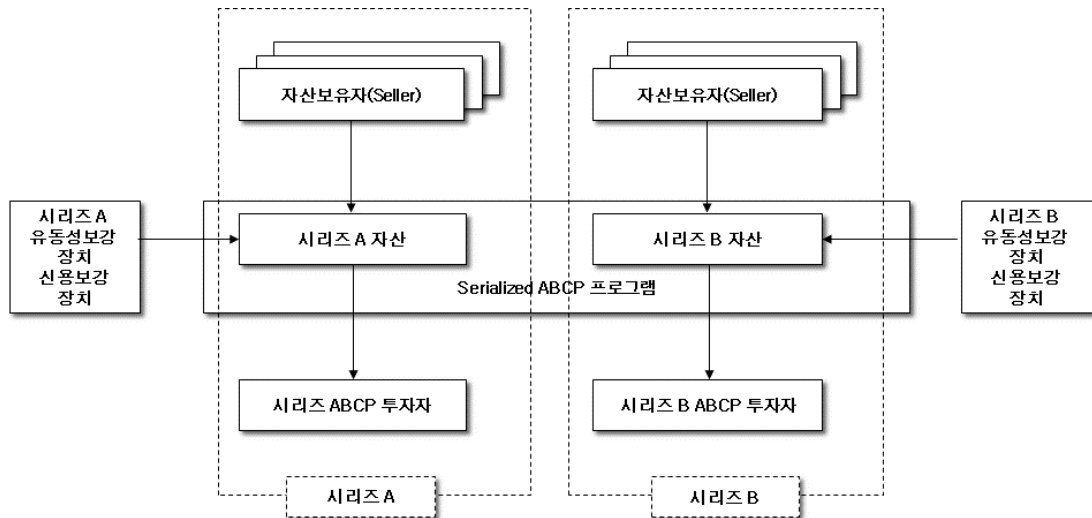 자산보유자(Seller)
자산보유자(Seller)
시리즈 A
유동성보강
장치
신용보강
장치
시리즈 A 자산
시리즈 B 자산
시리즈 B
유동성보강
장치
신용보강
장치
Serialized ABCP 프로그램
시리즈 ABCP 투자자
시리즈 B ABCP 투자자
시리즈 A
시리즈 B